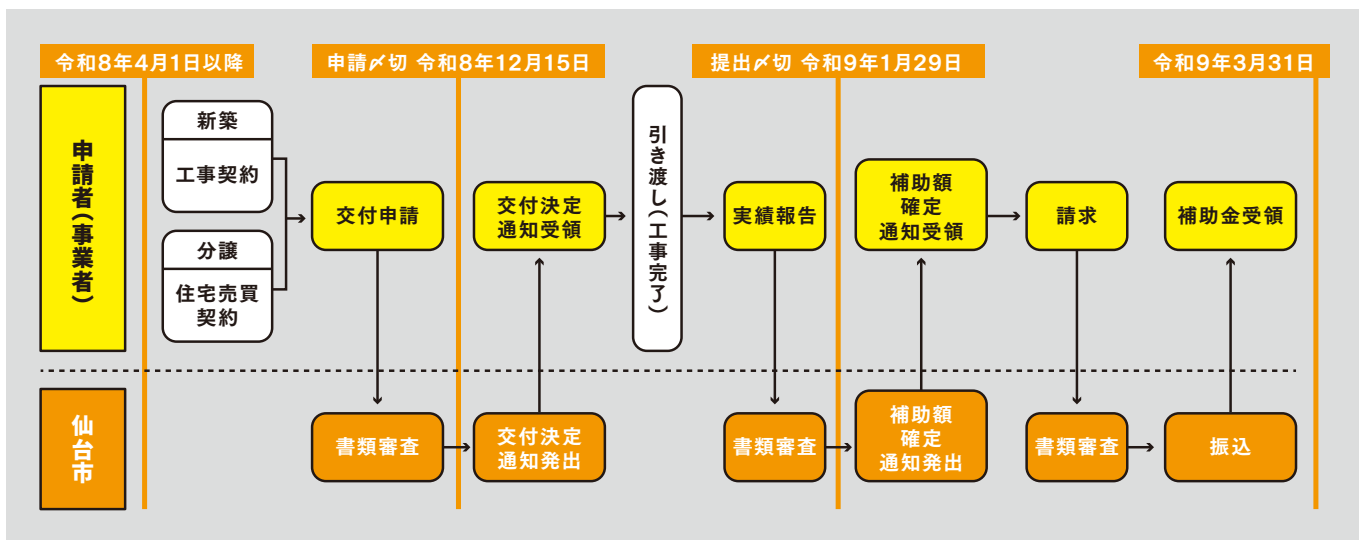 令和8年4月1日以降
申請〆切 令和8年12月15日
提出〆切 令和9年1月29日
令和9年3月31日
申請者(事業者)
新築
工事契約
分譲
住宅売買
契約
交付申請
交付決定
通知受領
引き渡し(工事完了)
実績報告
補助額
確定
通知受領
請求
補助金受領
仙台市
書類審査
交付決定
通知発出
書類審査
補助額
確定
通知発出
書類審査
振込